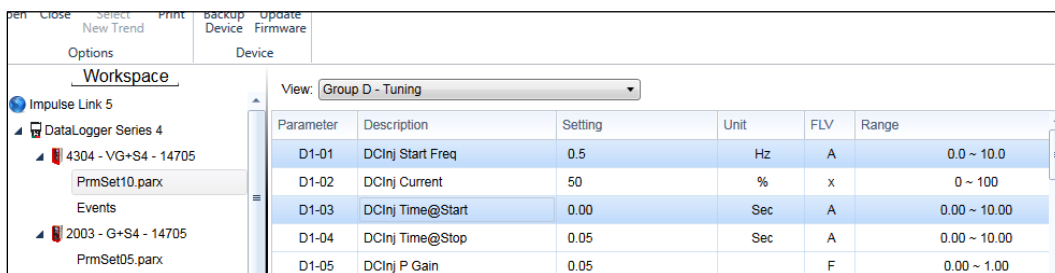 Close Select Print Backup Update
New Trend Device Firmware
Options Device
Workspace
Impulse Link 5
DataLogger Series 4
4304 - VG+S4 - 14705
PrmSet10.parx
Events
2003 - G+S4 - 14705
PrmSet05.parx
View: Group D - Tuning
Parameter Description Setting Unit FLV Range
D1-01 DCInj Start Freq 0.5 Hz A 0.0 ~ 10.0
D1-02 DCInj Current 50 % x 0 ~ 100
D1-03 DCInj Time@Start 0.00 Sec A 0.00 ~ 10.00
D1-04 DCInj Time@Stop 0.05 Sec A 0.00 ~ 10.00
D1-05 DCInj P Gain 0.05 F 0.00 ~ 1.00